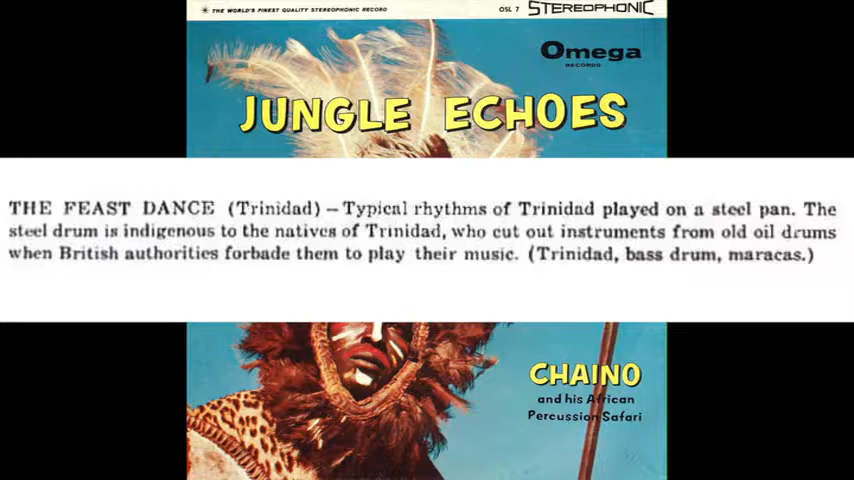 * THE WORLD'S FINEST QUALITY STEREOPHONIC RECORD
OSL 7 STEREOPHONIC
Omega
RECORDS
JUNGLE ECHOES
THE FEAST DANCE (Trinidad) – Typical rhythms of Trinidad played on a steel pan. The
steel drum is indigenous to the natives of Trinidad, who cut out instruments from old oil drums
when British authorities forbade them to play their music. (Trinidad, bass drum, maracas.)
CHAINO
and his African
Percussion Safari